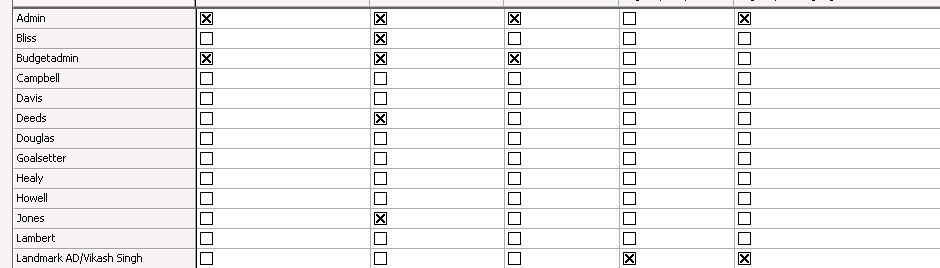 Admin
Bliss
Budgetadmin
Campbell
Davis
Deeds
Douglas
Goalsetter
Healy
Howell
Jones
Lambert
Landmark AD/Vikash Singh